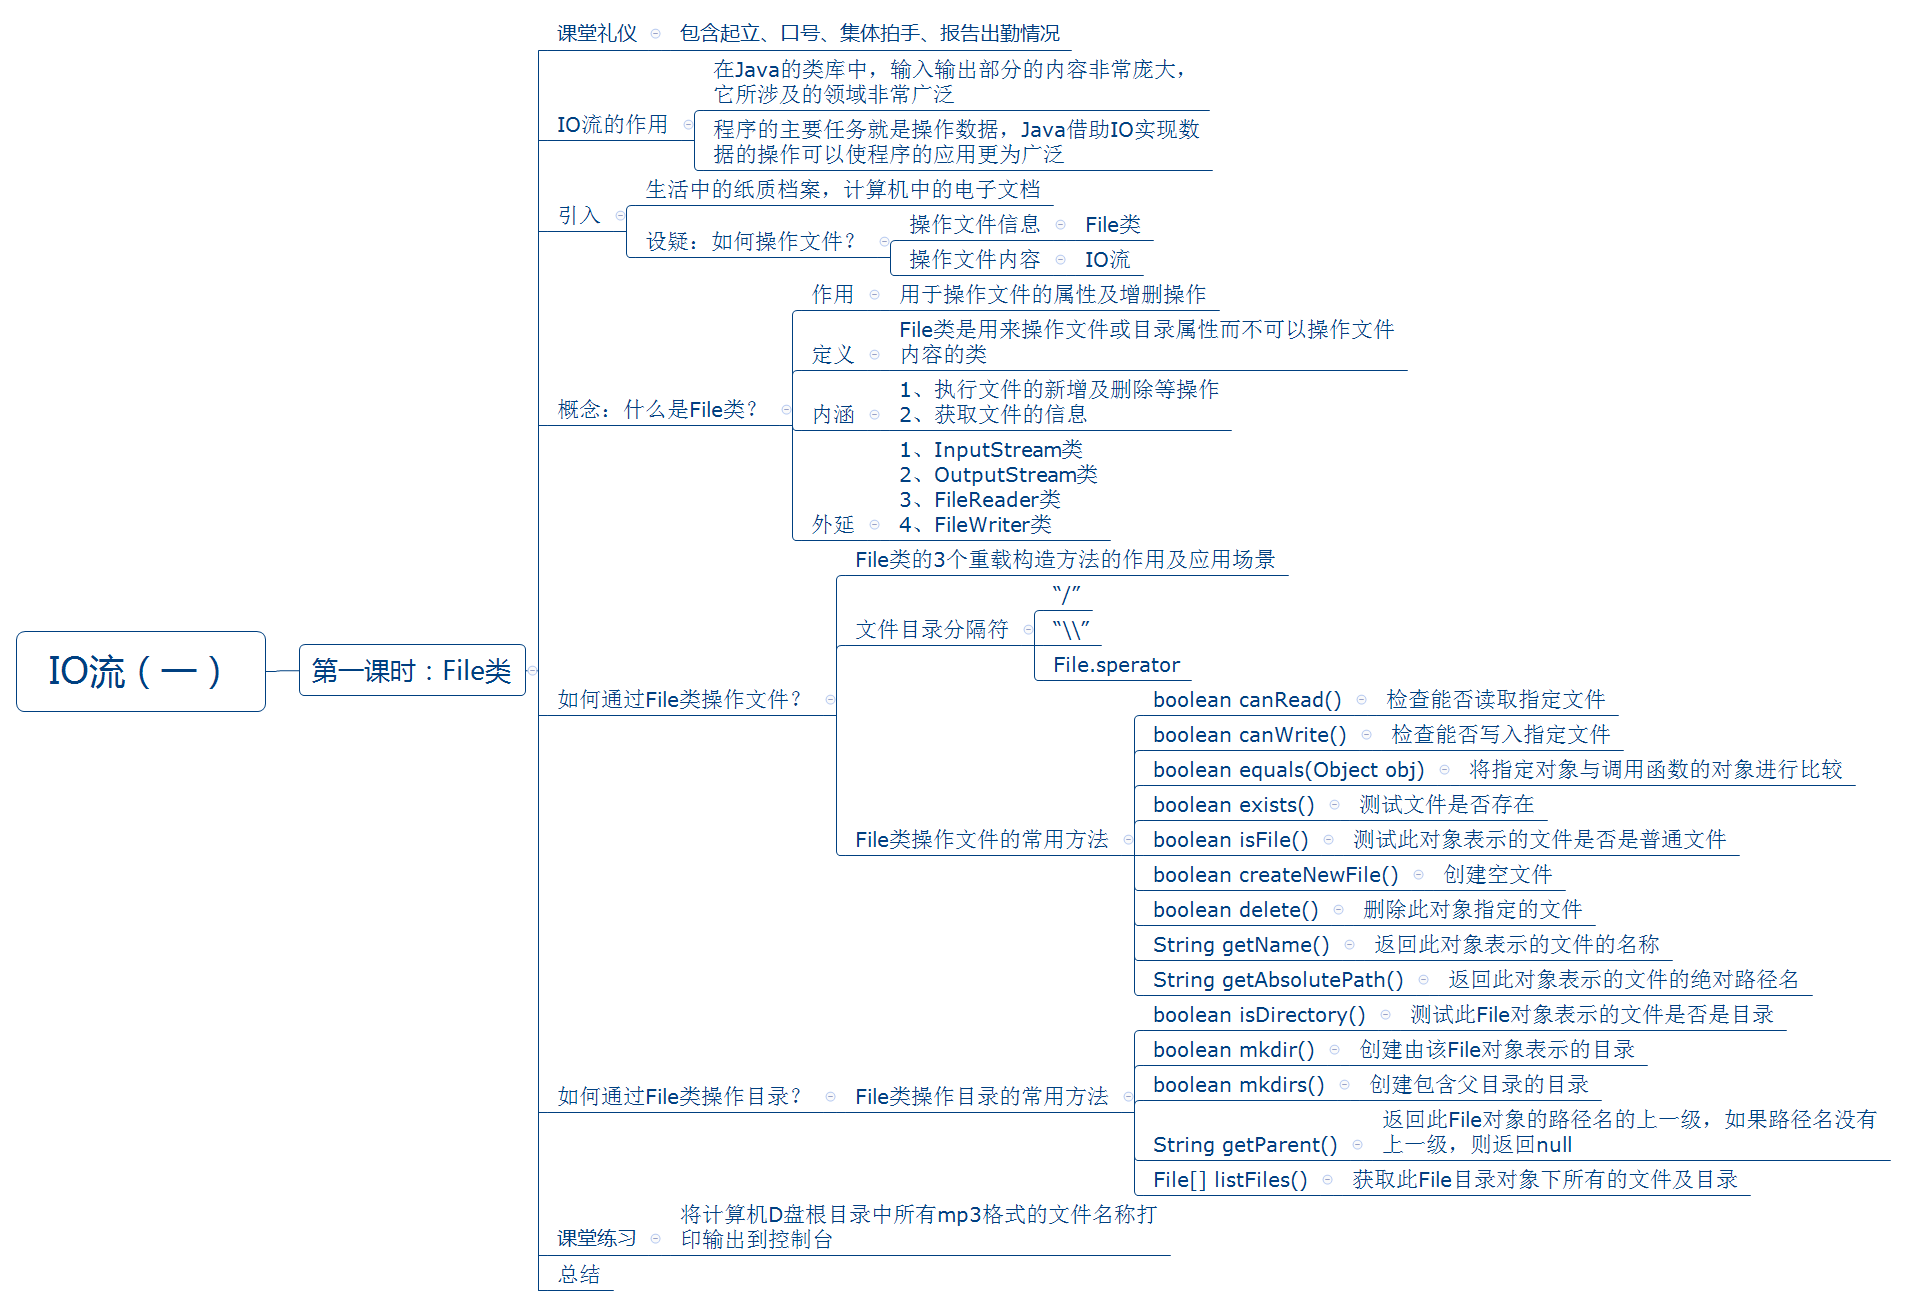 IO流（一）
第一课时：File类
课堂礼仪
包含起立、口号、集体拍手、报告出勤情况
IO流的作用
在Java的类库中，输入输出部分的内容非常庞大，
它所涉及的领域非常广泛
程序的主要任务就是操作数据，Java借助IO实现数
据的操作可以使程序的应用更为广泛
引入
生活中的纸质档案，计算机中的电子文档
设疑：如何操作文件？
操作文件信息
File类
操作文件内容
IO流
概念：什么是File类？
作用
用于操作文件的属性及增删操作
定义
File类是用来操作文件或目录属性而不可以操作文件
内容的类
内涵
1、执行文件的新增及删除等操作
2、获取文件的信息
外延
1、InputStream类
2、OutputStream类
3、FileReader类
4、FileWriter类
如何通过File类操作文件？
File类的3个重载构造方法的作用及应用场景
文件目录分隔符
“/”
“\\”
File.sperator
File类操作文件的常用方法
boolean canRead()
检查能否读取指定文件
boolean canWrite()
检查能否写入指定文件
boolean equals(Object obj)
将指定对象与调用函数的对象进行比较
boolean exists()
测试文件是否存在
boolean isFile()
测试此对象表示的文件是否是普通文件
boolean createNewFile()
创建空文件
boolean delete()
删除此对象指定的文件
String getName()
返回此对象表示的文件的名称
String getAbsolutePath()
返回此对象表示的文件的绝对路径名
如何通过File类操作目录？
File类操作目录的常用方法
boolean isDirectory()
测试此File对象表示的文件是否是目录
boolean mkdir()
创建由该File对象表示的目录
boolean mkdirs()
创建包含父目录的目录
String getParent()
返回此File对象的路径名的上一级，如果路径名没有
上一级，则返回null
File[] listFiles()
获取此File目录对象下所有的文件及目录
课堂练习
将计算机D盘根目录中所有mp3格式的文件名称打
印输出到控制台
总结